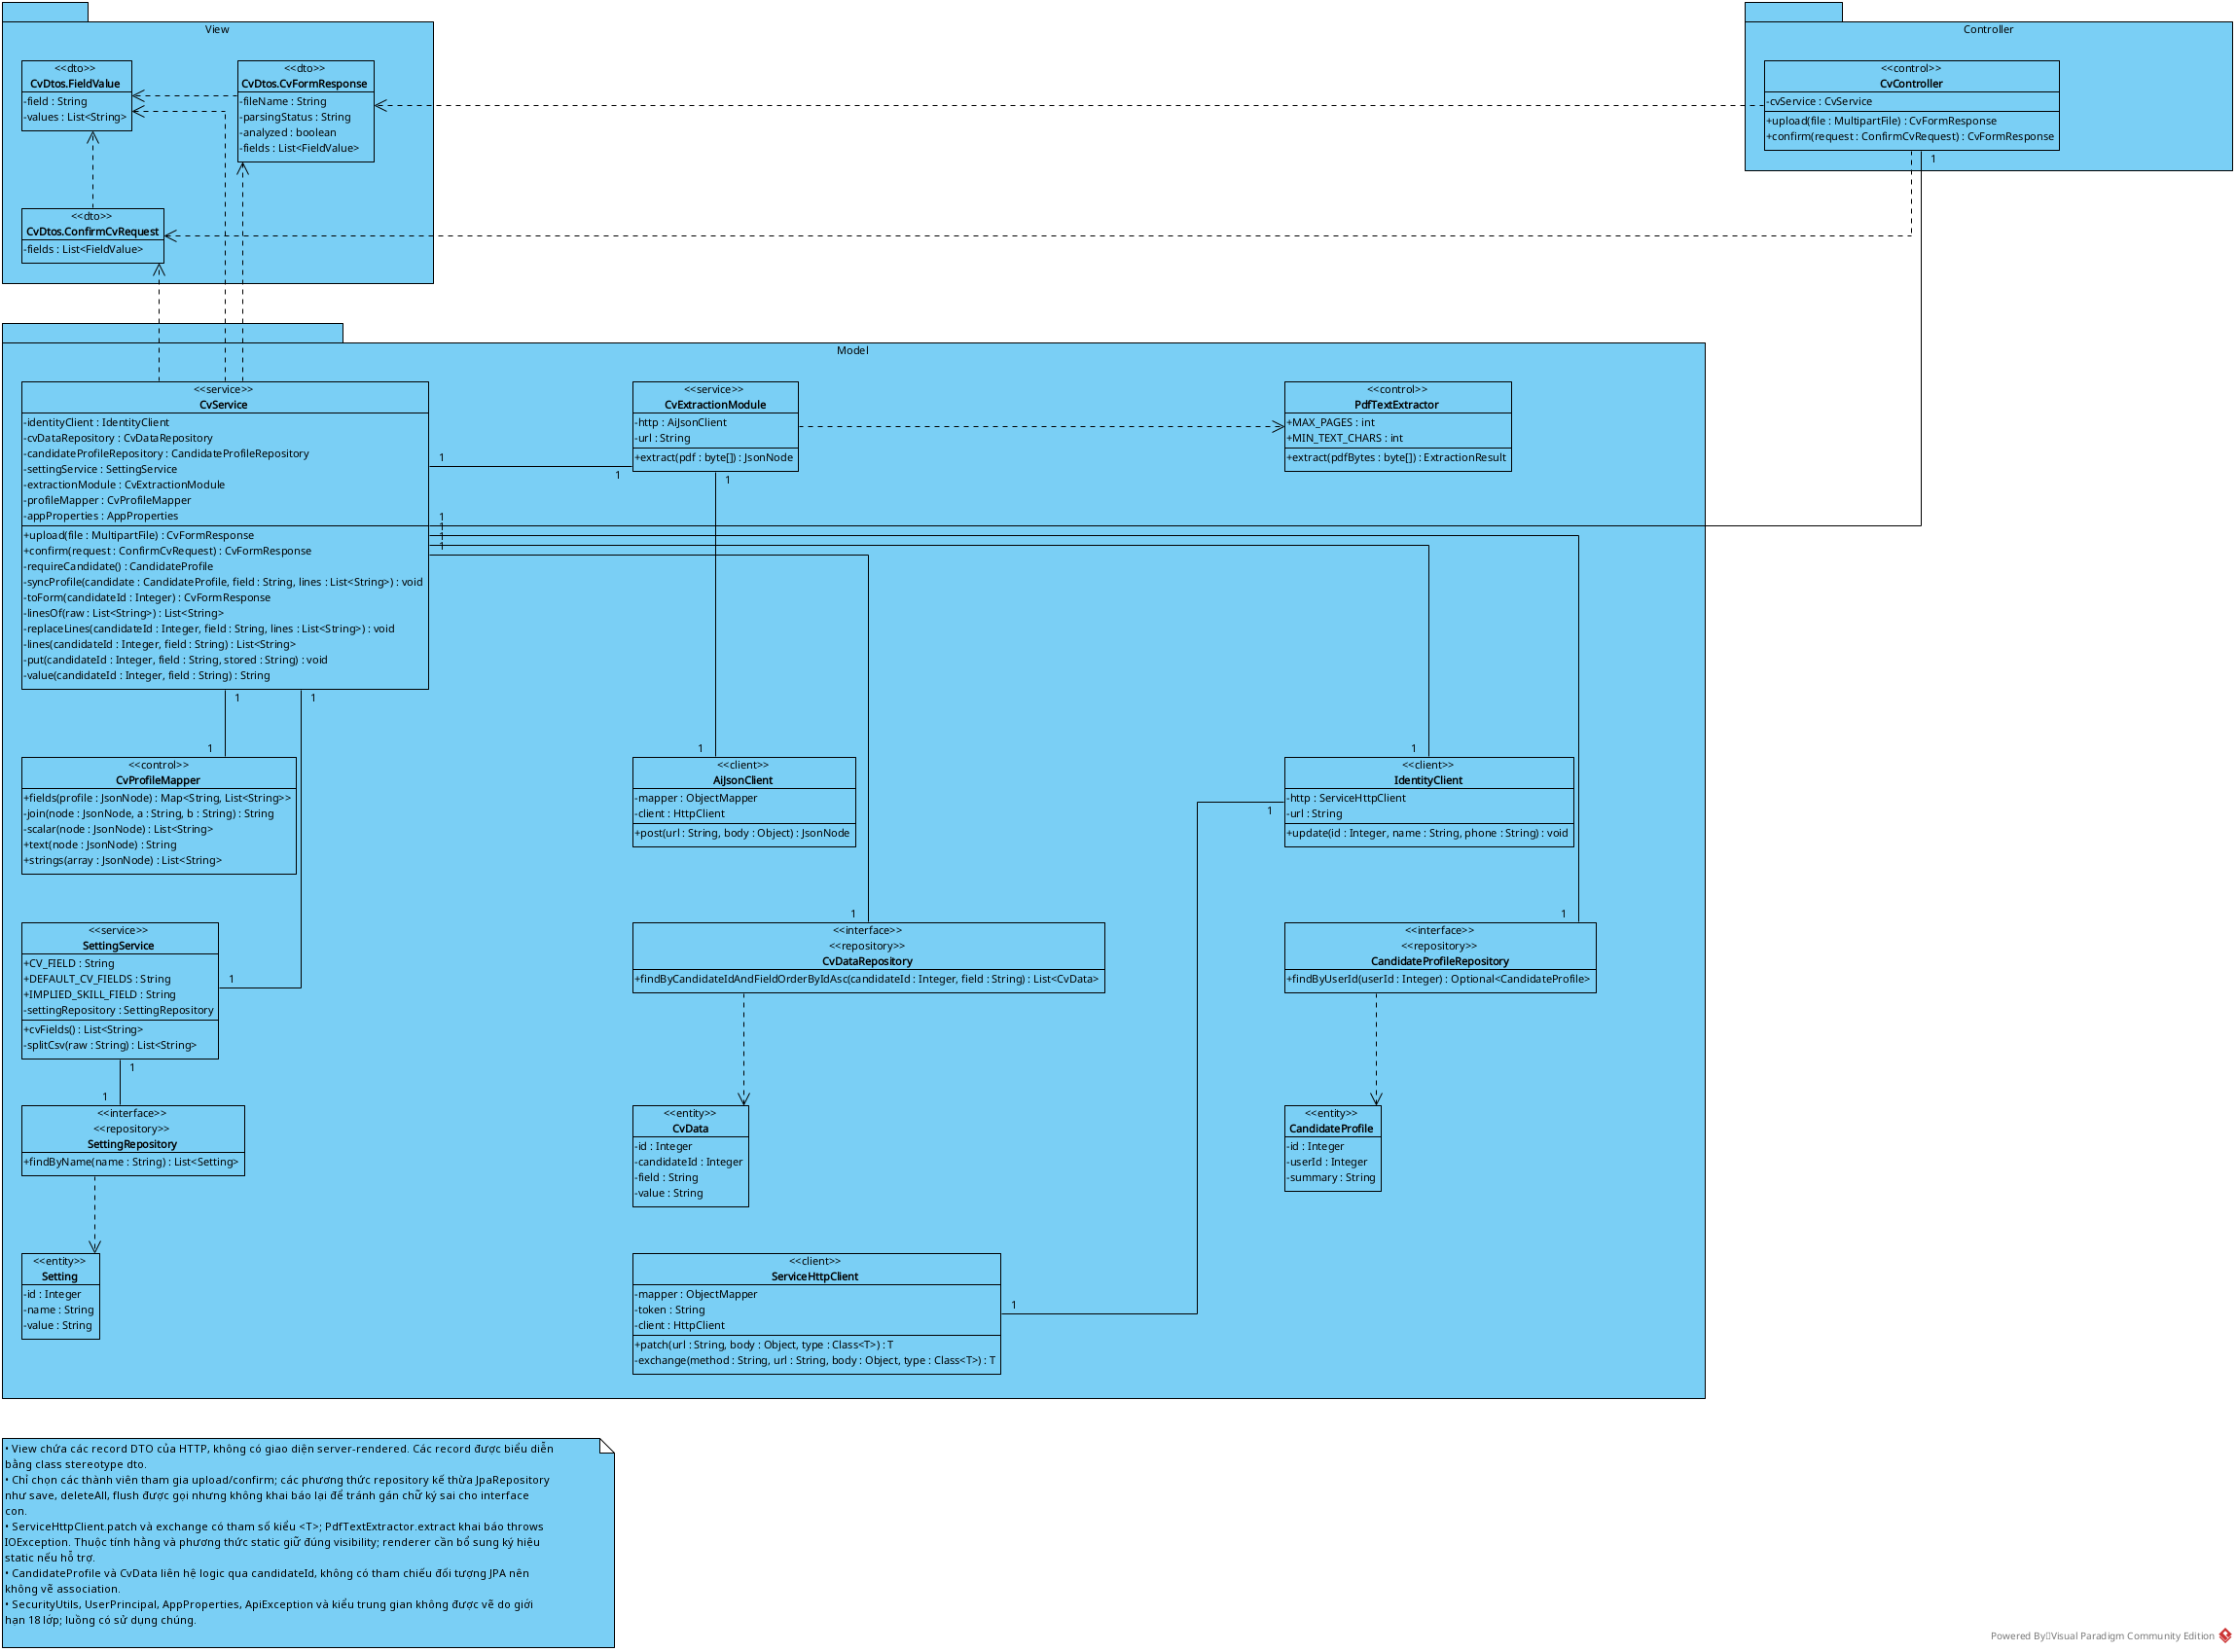 View
<<dto>>
CvDtos.FieldValue
-field : String
-values : List<String>
<<dto>>
CvDtos.CvFormResponse
-fileName : String
-parsingStatus : String
-analyzed : boolean
-fields : List<FieldValue>
<<dto>>
CvDtos.ConfirmCvRequest
-fields : List<FieldValue>
Controller
<<control>>
CvController
-cvService : CvService
+upload(file : MultipartFile) : CvFormResponse
+confirm(request : ConfirmCvRequest) : CvFormResponse
1
Model
<<service>>
CvService
-identityClient : IdentityClient
-cvDataRepository : CvDataRepository
-candidateProfileRepository : CandidateProfileRepository
-settingService : SettingService
-extractionModule : CvExtractionModule
-profileMapper : CvProfileMapper
-appProperties : AppProperties
+upload(file : MultipartFile) : CvFormResponse
+confirm(request : ConfirmCvRequest) : CvFormResponse
-requireCandidate() : CandidateProfile
-syncProfile(candidate : CandidateProfile, field : String, lines : List<String>) : void
-toForm(candidateId : Integer) : CvFormResponse
-linesOf(raw : List<String>) : List<String>
-replaceLines(candidateId : Integer, field : String, lines : List<String>) : void
-lines(candidateId : Integer, field : String) : List<String>
-put(candidateId : Integer, field : String, stored : String) : void
-value(candidateId : Integer, field : String) : String
1
1
1
1
1
1
1
1
<<service>>
CvExtractionModule
-http : AiJsonClient
-url : String
+extract(pdf : byte[]) : JsonNode
1
<<control>>
PdfTextExtractor
+MAX_PAGES : int
+MIN_TEXT_CHARS : int
+extract(pdfBytes : byte[]) : ExtractionResult
1
<<control>>
CvProfileMapper
+fields(profile : JsonNode) : Map<String, List<String>>
-join(node : JsonNode, a : String, b : String) : String
-scalar(node : JsonNode) : List<String>
+text(node : JsonNode) : String
+strings(array : JsonNode) : List<String>
1
<<client>>
AiJsonClient
-mapper : ObjectMapper
-client : HttpClient
+post(url : String, body : Object) : JsonNode
1
<<client>>
IdentityClient
-http : ServiceHttpClient
-url : String
+update(id : Integer, name : String, phone : String) : void
1
<<service>>
SettingService
+CV_FIELD : String
+DEFAULT_CV_FIELDS : String
+IMPLIED_SKILL_FIELD : String
-settingRepository : SettingRepository
+cvFields() : List<String>
-splitCsv(raw : String) : List<String>
1
1
1
<<interface>>
<<repository>>
CvDataRepository
+findByCandidateIdAndFieldOrderByIdAsc(candidateId : Integer, field : String) : List<CvData>
1
<<interface>>
<<repository>>
CandidateProfileRepository
+findByUserId(userId : Integer) : Optional<CandidateProfile>
1
<<interface>>
<<repository>>
SettingRepository
+findByName(name : String) : List<Setting>
<<entity>>
CvData
-id : Integer
-candidateId : Integer
-field : String
-value : String
<<entity>>
CandidateProfile
-id : Integer
-userId : Integer
-summary : String
<<entity>>
Setting
-id : Integer
-name : String
-value : String
<<client>>
ServiceHttpClient
-mapper : ObjectMapper
-token : String
-client : HttpClient
+patch(url : String, body : Object, type : Class<T>) : T
-exchange(method : String, url : String, body : Object, type : Class<T>) : T
1
• View chứa các record DTO của HTTP, không có giao diện server-rendered. Các record được biểu diễn
bằng class stereotype dto.
• Chỉ chọn các thành viên tham gia upload/confirm; các phương thức repository kế thừa JpaRepository
như save, deleteAll, flush được gọi nhưng không khai báo lại để tránh gán chữ ký sai cho interface
con.
• ServiceHttpClient.patch và exchange có tham số kiểu <T>; PdfTextExtractor.extract khai báo throws
IOException. Thuộc tính hằng và phương thức static giữ đúng visibility; renderer cần bổ sung ký hiệu
static nếu hỗ trợ.
• CandidateProfile và CvData liên hệ logic qua candidateId, không có tham chiếu đối tượng JPA nên
không vẽ association.
• SecurityUtils, UserPrincipal, AppProperties, ApiException và kiểu trung gian không được vẽ do giới
hạn 18 lớp; luồng có sử dụng chúng.
Powered By Visual Paradigm Community Edition